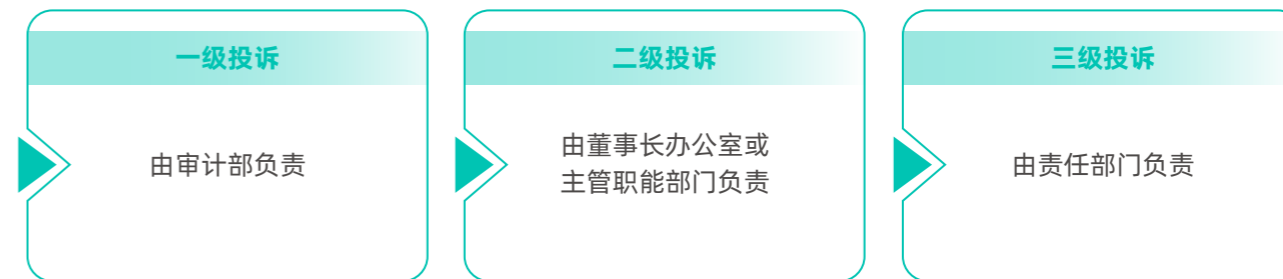 一级投诉
由审计部负责
二级投诉
由董事长办公室或
主管职能部门负责
三级投诉
由责任部门负责